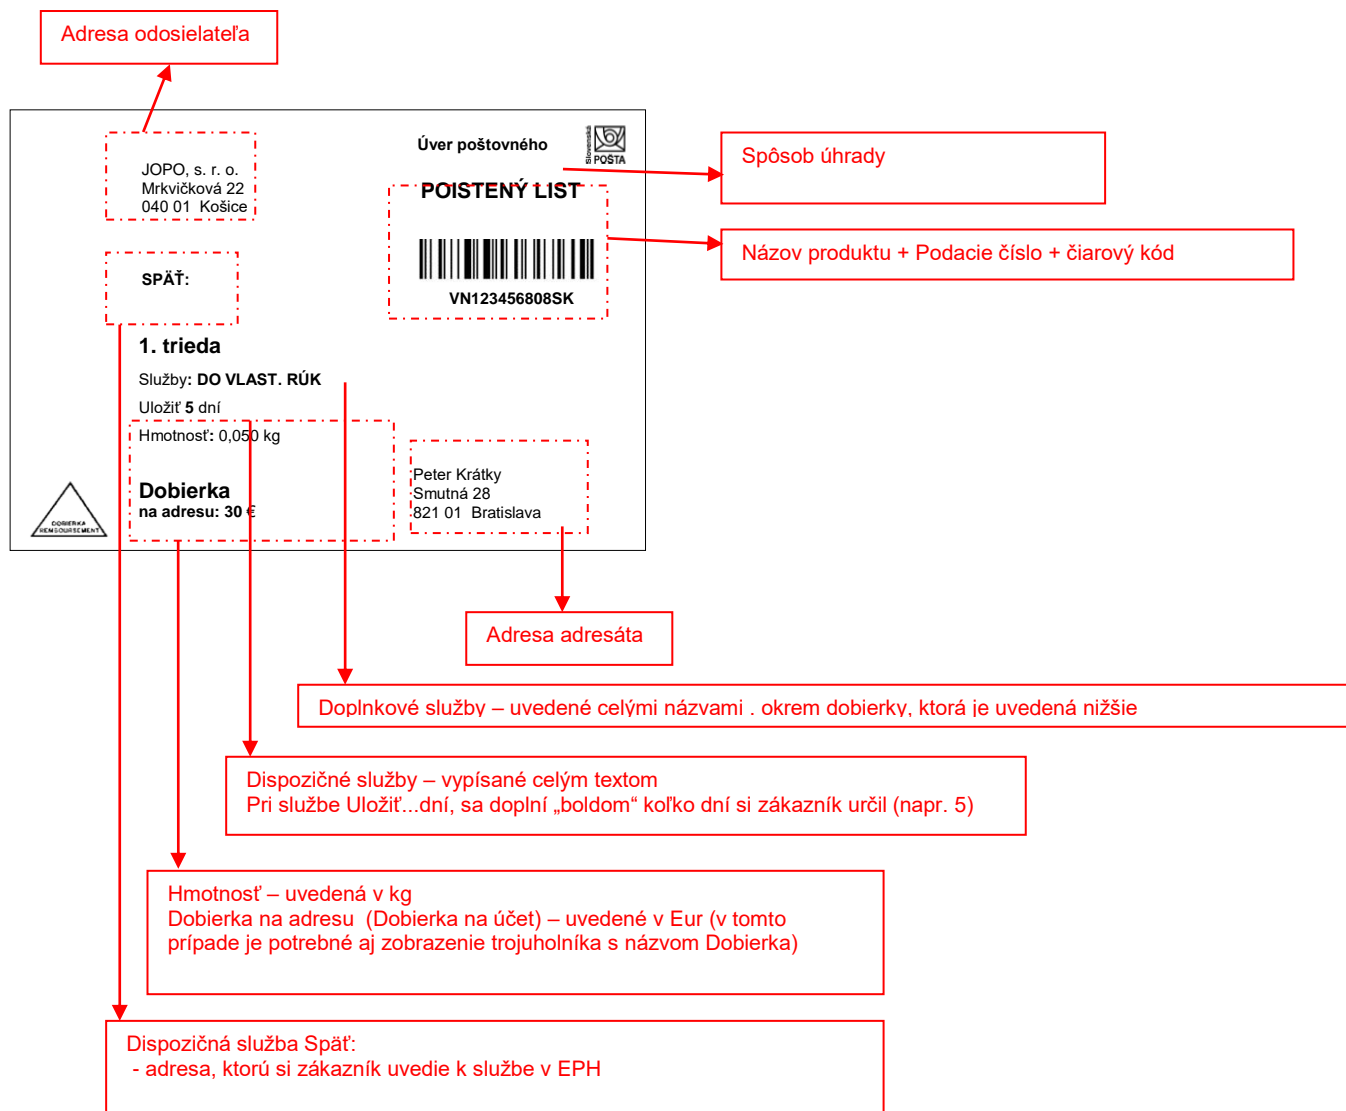 Adresa odosielateľa
JOPO, s. r. o.
Mrkvičková 22
040 01  Košice
Úver poštovného
Slovenská
POŠTA
POISTENÝ LIST
VN123456808SK
SPÄŤ:
1. trieda
Služby: DO VLAST. RÚK
Uložiť 5 dní
Hmotnosť: 0,050 kg
Dobierka
na adresu: 30 €
DOBIERKA
REMBOURSEMENT
Peter Krátky
Smutná 28
821 01  Bratislava
Spôsob úhrady
Názov produktu + Podacie číslo + čiarový kód
Adresa adresáta
Doplnkové služby – uvedené celými názvami . okrem dobierky, ktorá je uvedená nižšie
Dispozičné služby – vypísané celým textom
Pri službe Uložiť...dní, sa doplní „boldom“ koľko dní si zákazník určil (napr. 5)
Hmotnosť – uvedená v kg
Dobierka na adresu  (Dobierka na účet) – uvedené v Eur (v tomto
prípade je potrebné aj zobrazenie trojuholníka s názvom Dobierka)
Dispozičná služba Späť:
- adresa, ktorú si zákazník uvedie k službe v EPH